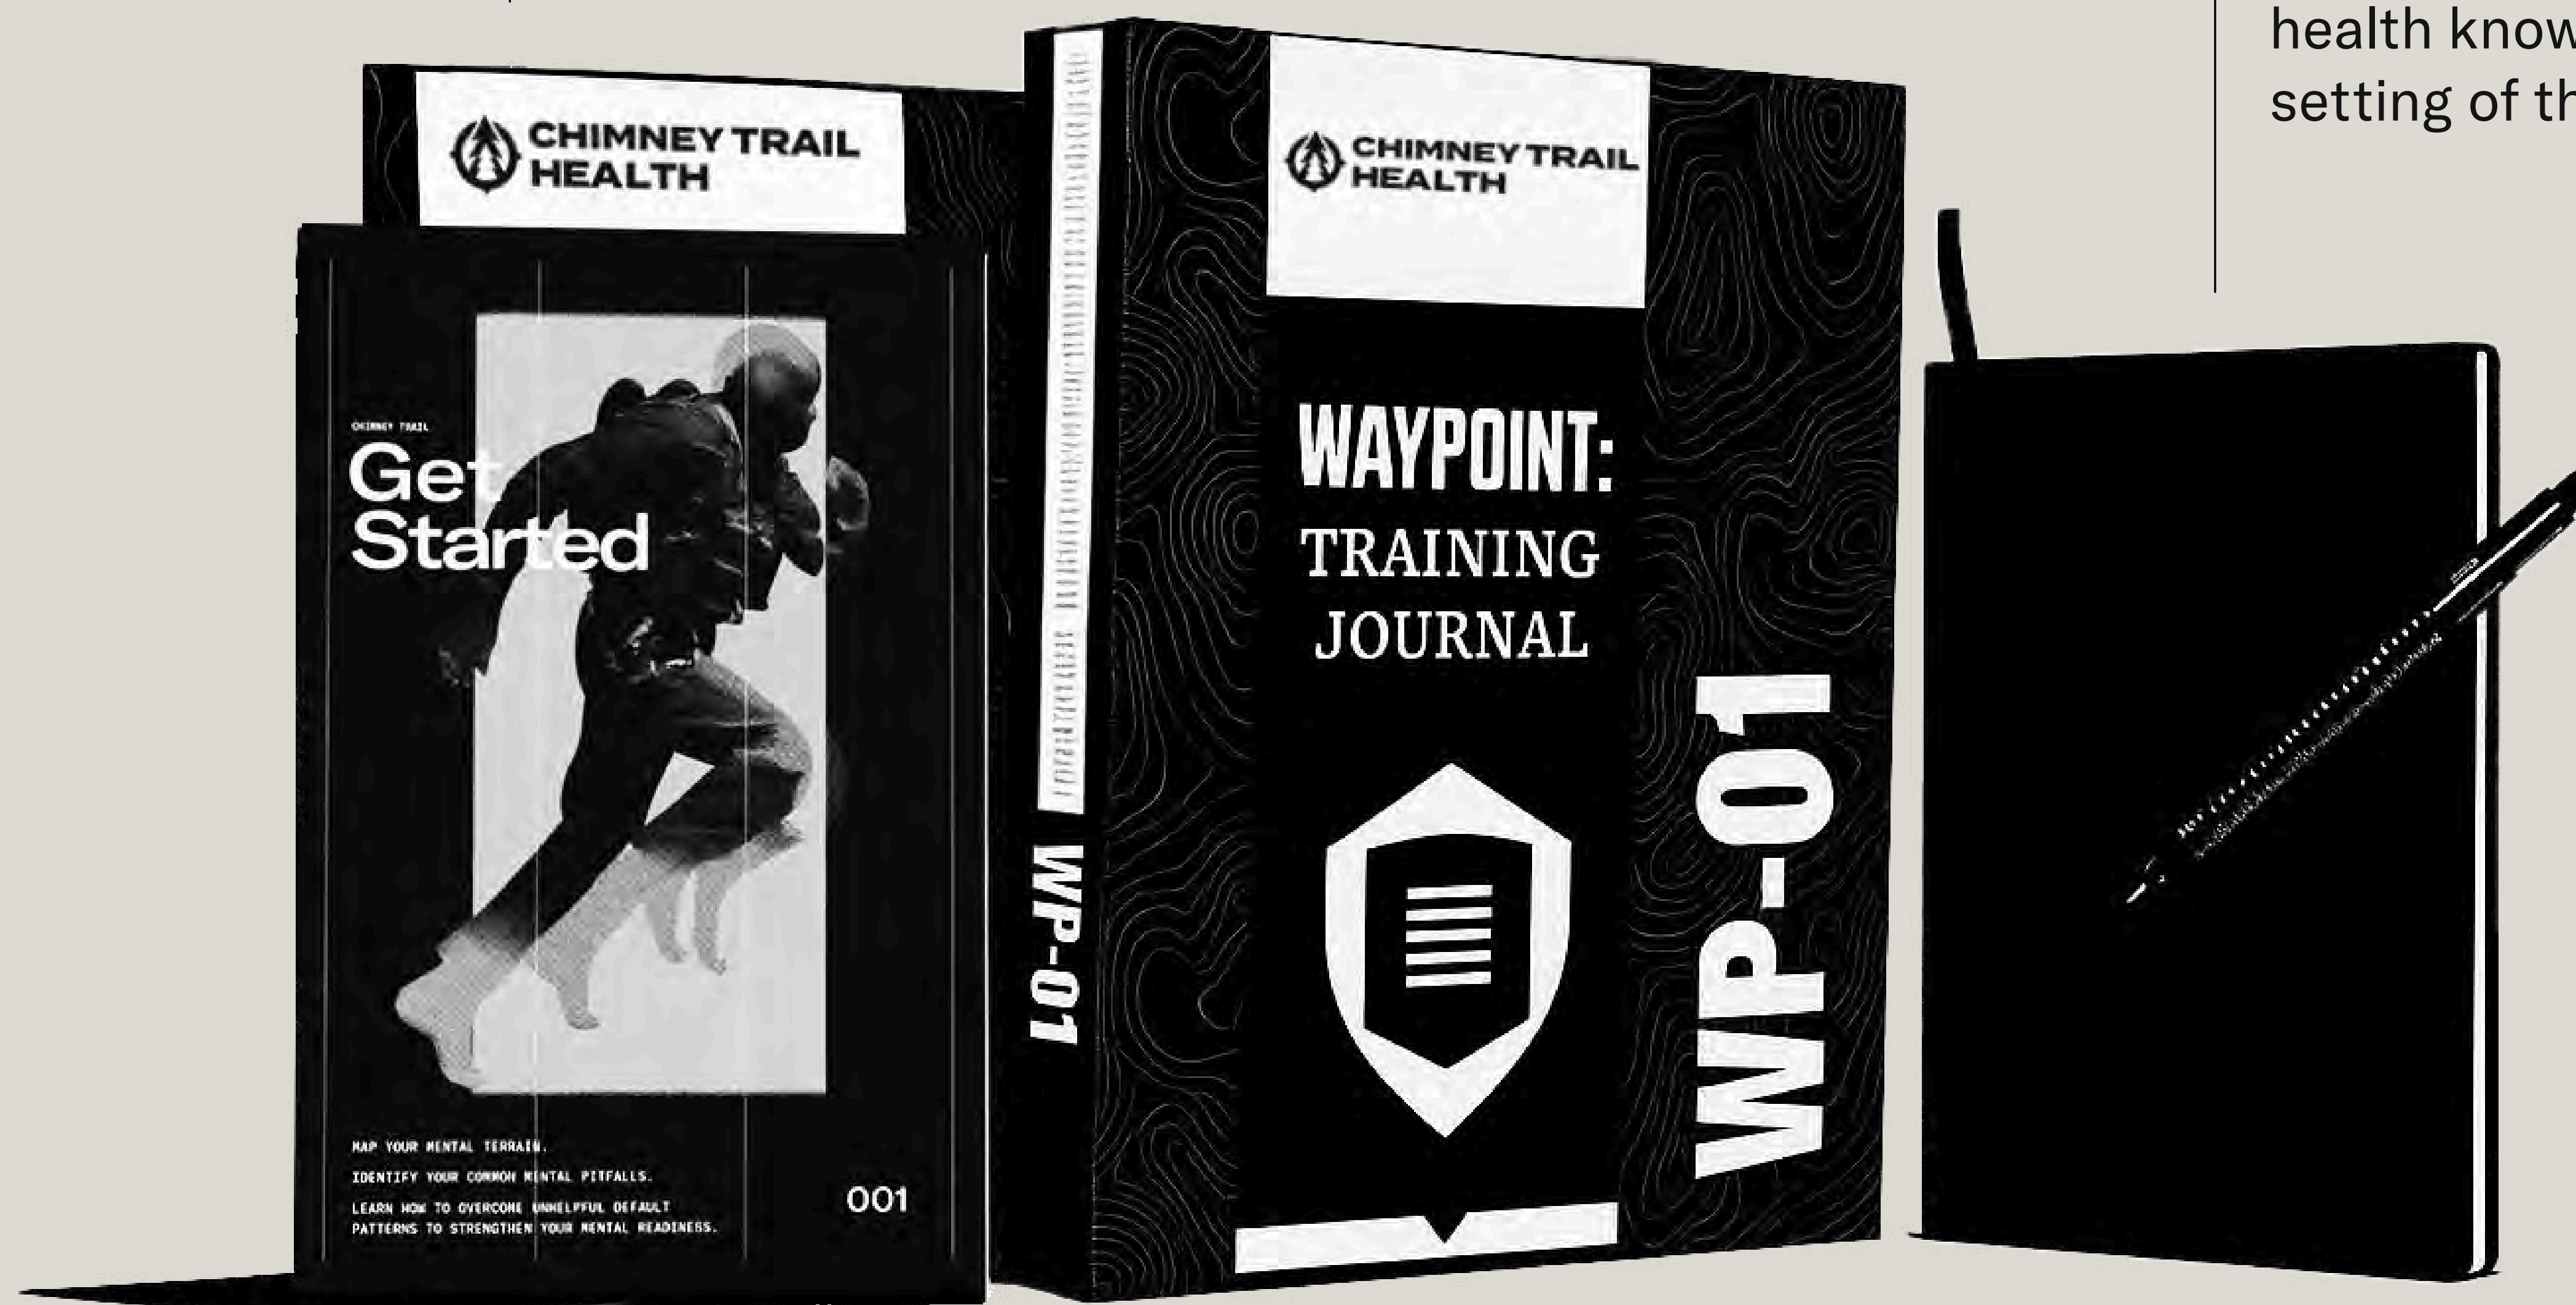 health know
setting of th
CHIMNEY TRAIL
HEALTH
CHIMNEY TRAIL
Get
Started
MAP YOUR MENTAL TERRAIN.
IDENTIFY YOUR COMMON MENTAL PITFALLS.
LEARN HOW TO OVERCOME UNHELPFUL DEFAULT
PATTERNS TO STRENGTHEN YOUR MENTAL READINESS.
001
WP-01
CHIMNEY TRAIL
HEALTH
WAYPOINT:
TRAINING
JOURNAL
WP-01